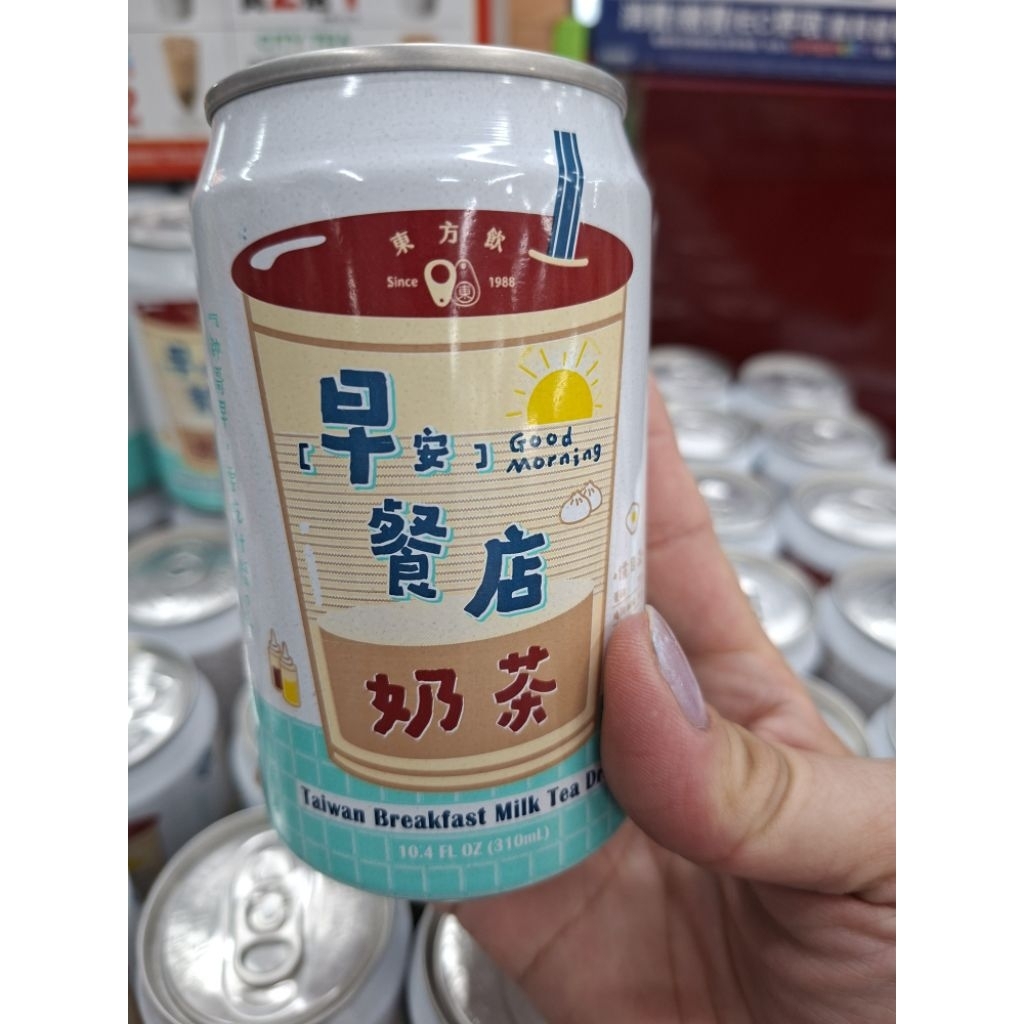 東方飲
Since 東 1988
[早安] Good Morning
餐店
奶茶
Taiwan Breakfast Milk Tea
10.4 FL OZ (310mL)